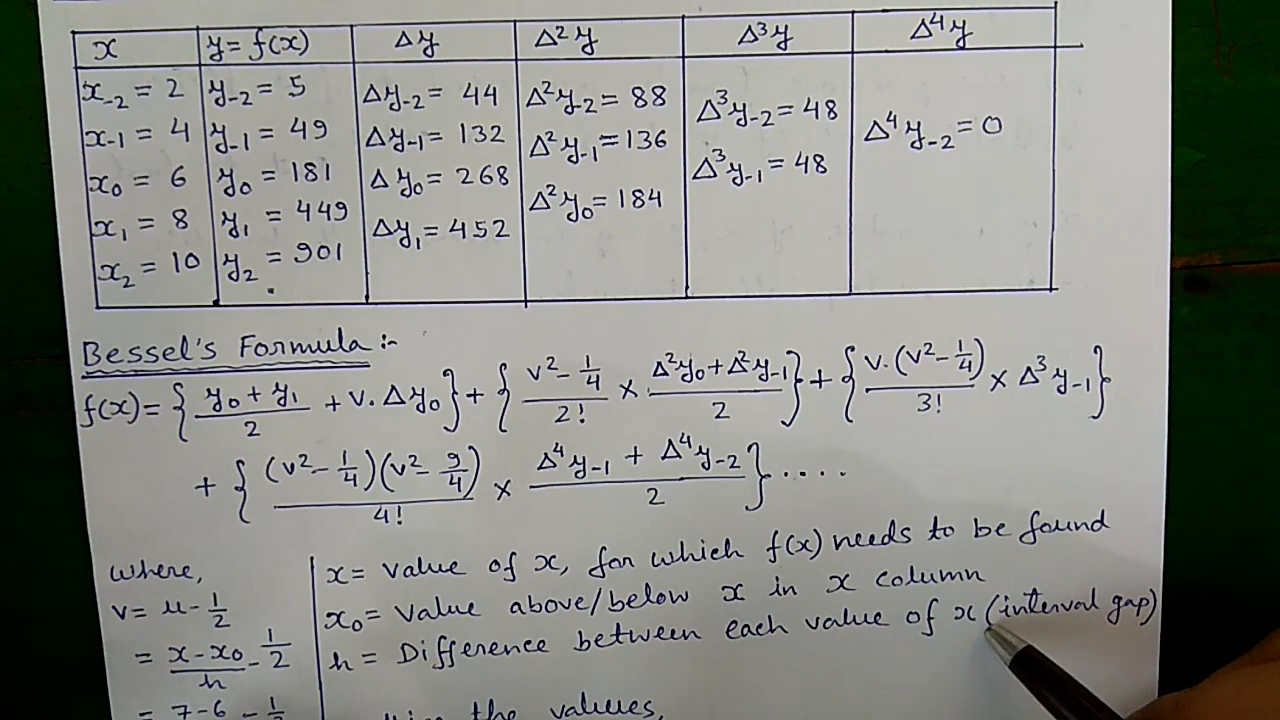 x | y = f(x) | Δy | Δ²y | Δ³y | Δ⁴y
x₋₂ = 2 | y₋₂ = 5 | Δy₋₂ = 44 | Δ²y₋₂ = 88 | Δ³y₋₂ = 48 | Δ⁴y₋₂ = 0
x₋₁ = 4 | y₋₁ = 49 | Δy₋₁ = 132 | Δ²y₋₁ = 136 | Δ³y₋₁ = 48
x₀ = 6 | y₀ = 181 | Δy₀ = 268 | Δ²y₀ = 184
x₁ = 8 | y₁ = 449 | Δy₁ = 452
x₂ = 10 | y₂ = 901
Bessel's Formula :-
f(x) = {(y₀ + y₁)/2 + v.Δy₀} + {(v² - 1/4)/2! × (Δ²y₀ + Δ²y₋₁)/2} + {v.(v² - 1/4)/3! × Δ³y₋₁}
+ {(v² - 1/4)(v² - 9/4)/4! × (Δ⁴y₋₁ + Δ⁴y₋₂)/2} ....
where,
v = u - 1/2
= (x - x₀)/h - 1/2
x = value of x, for which f(x) needs to be found
x₀ = value above/below x in x column
h = Difference between each value of x (interval gap)
the values,